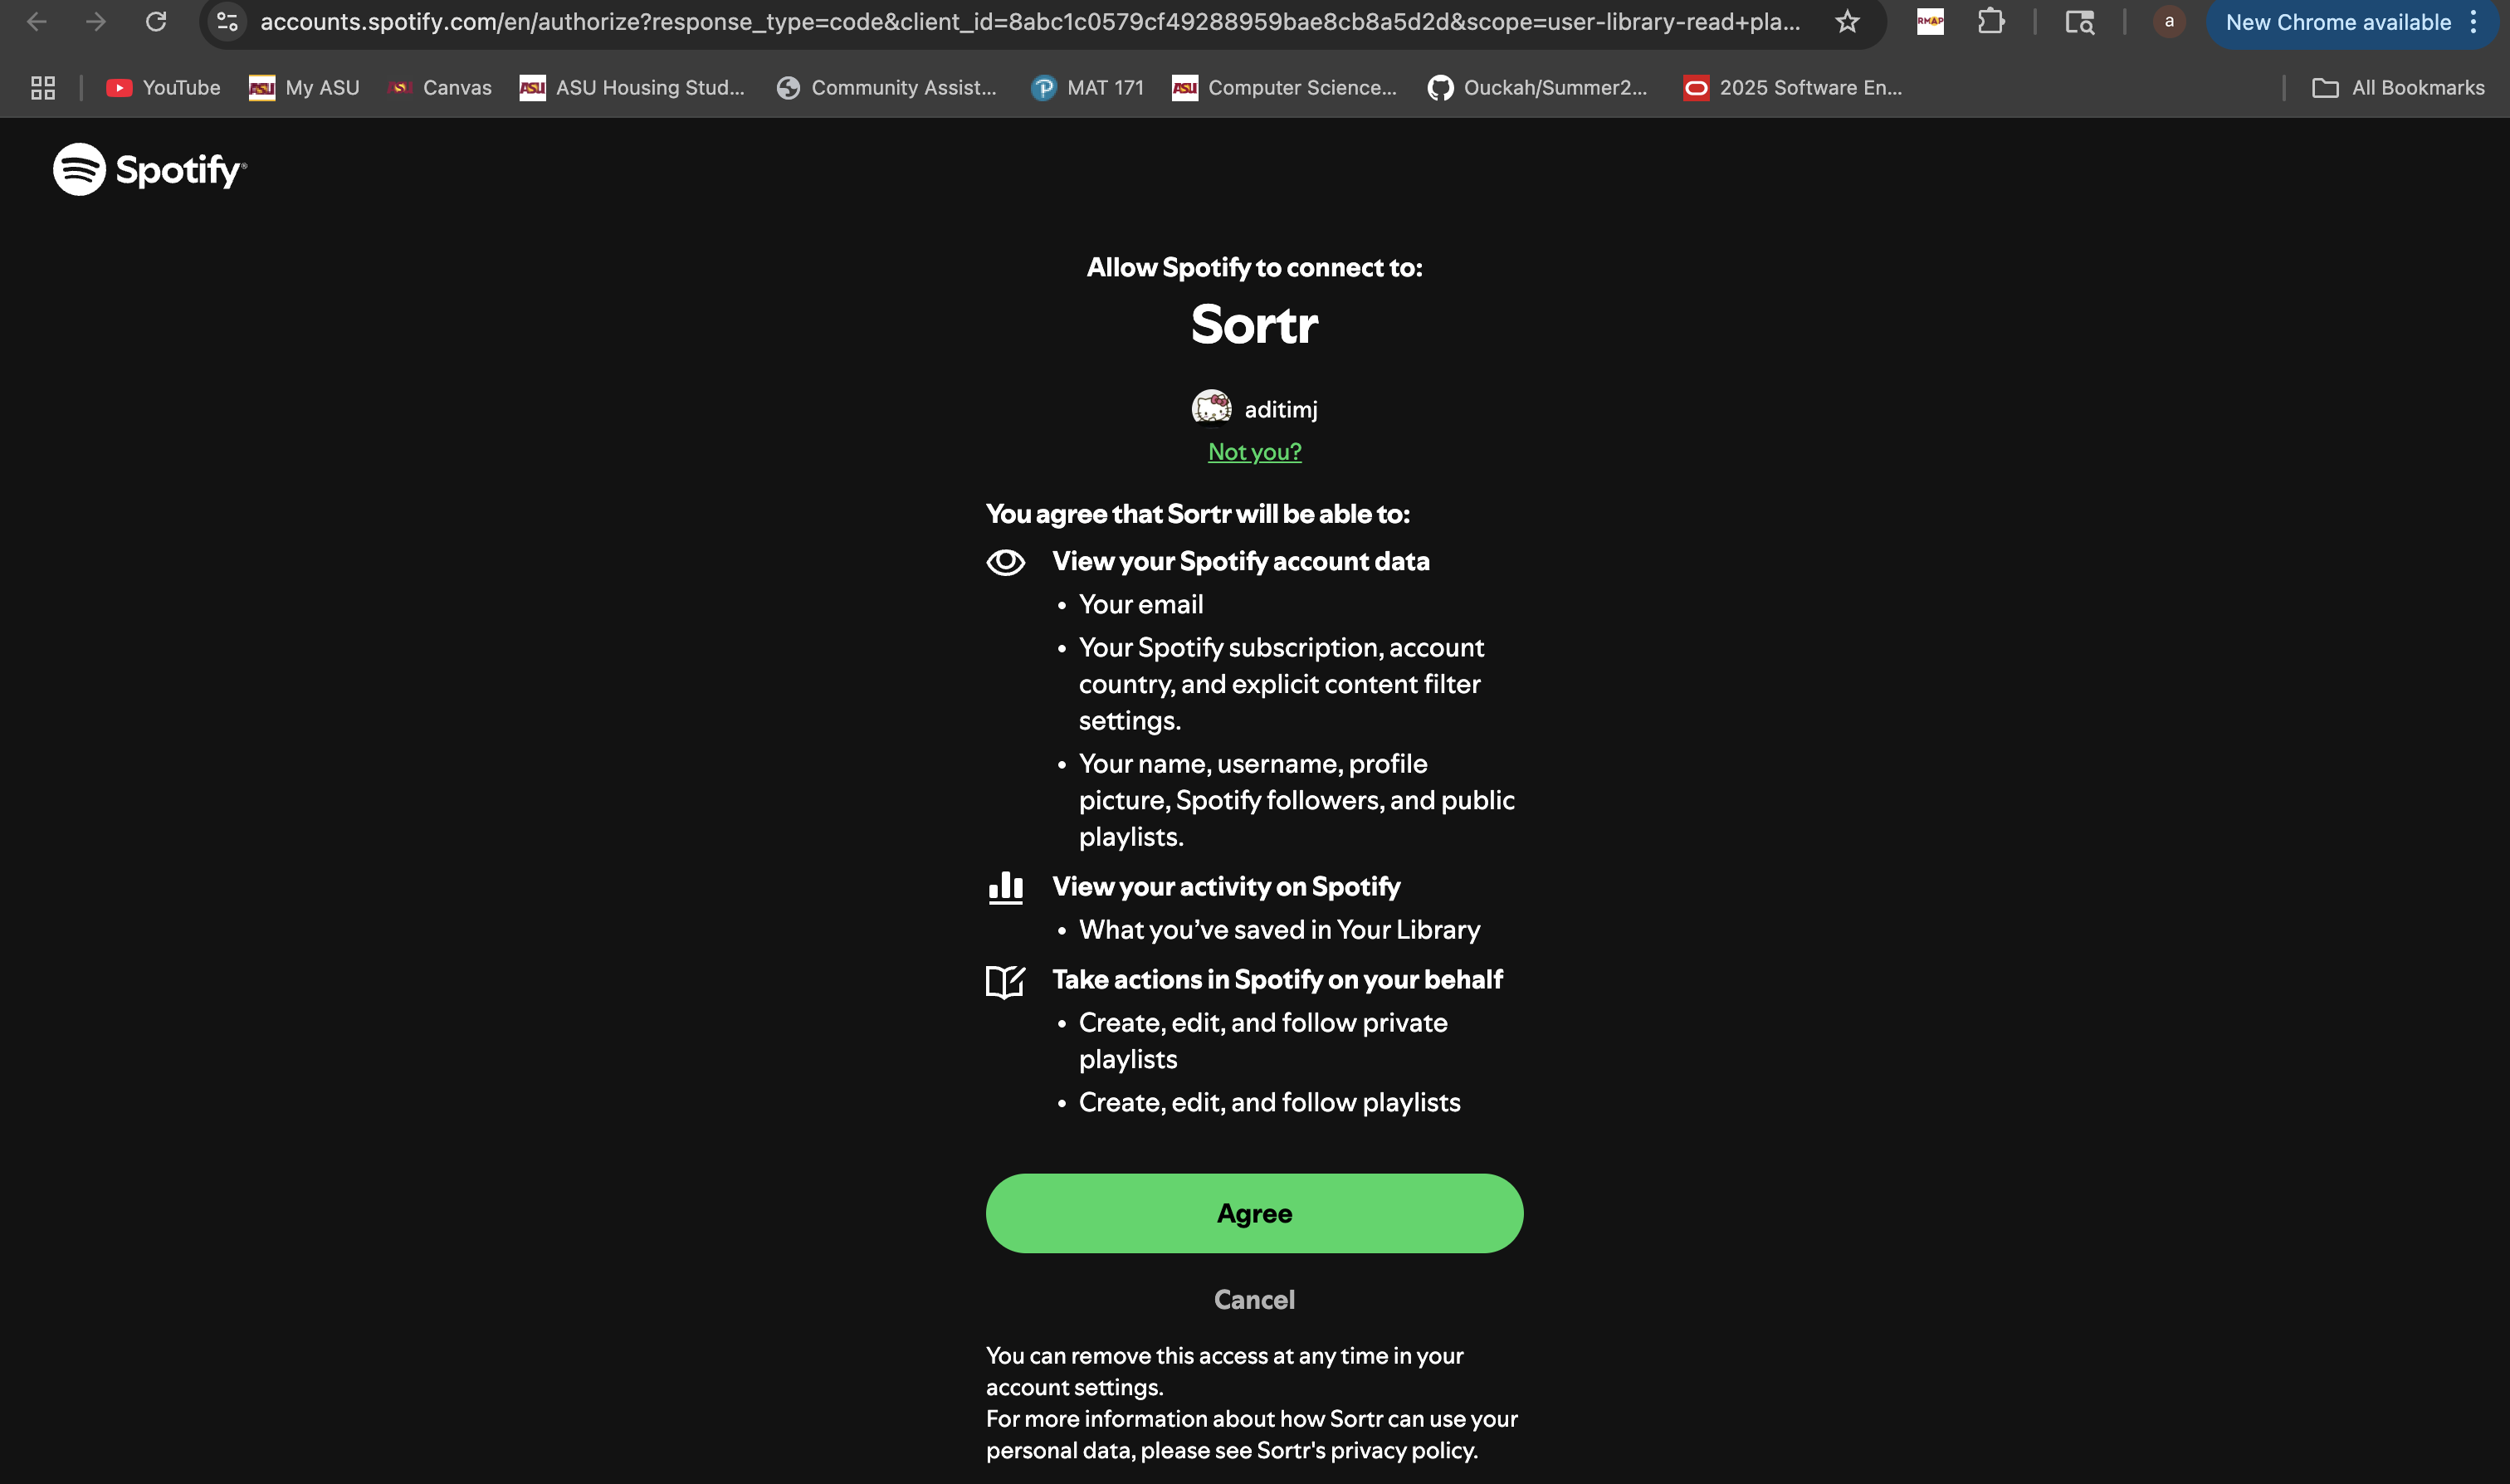 accounts.spotify.com/en/authorize?response_type=code&client_id=8abc1c0579cf49288959bae8cb8a5d2d&scope=user-library-read+pla...
RMAP
a
New Chrome available
YouTube
ASU
My ASU
Canvas
ASU
ASU Housing Stud...
Community Assist...
MAT 171
ASU
Computer Science...
Ouckah/Summer2...
2025 Software En...
All Bookmarks
Spotify®
Allow Spotify to connect to:
Sortr
aditimj
Not you?
You agree that Sortr will be able to:
View your Spotify account data
• Your email
• Your Spotify subscription, account
country, and explicit content filter
settings.
• Your name, username, profile
picture, Spotify followers, and public
playlists.
View your activity on Spotify
• What you’ve saved in Your Library
Take actions in Spotify on your behalf
• Create, edit, and follow private
playlists
• Create, edit, and follow playlists
Agree
Cancel
You can remove this access at any time in your
account settings.
For more information about how Sortr can use your
personal data, please see Sortr's privacy policy.